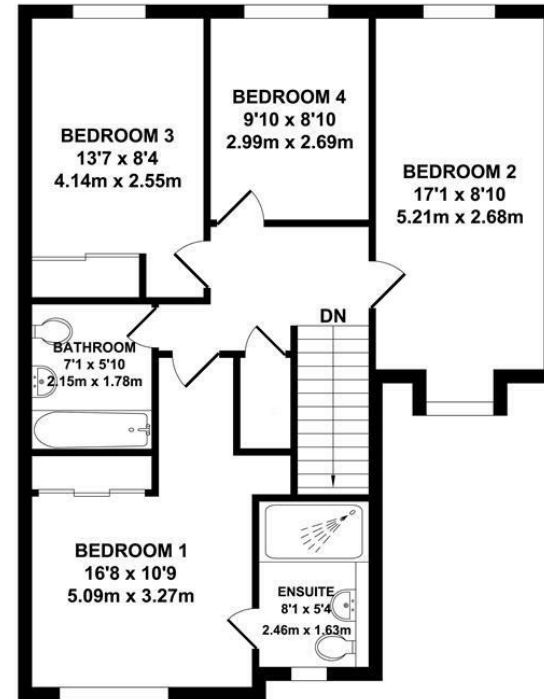 BEDROOM 3
13'7 x 8'4
4.14m x 2.55m
BEDROOM 4
9'10 x 8'10
2.99m x 2.69m
BEDROOM 2
17'1 x 8'10
5.21m x 2.68m
DN
BATHROOM
7'1 x 5'10
2.15m x 1.78m
BEDROOM 1
16'8 x 10'9
5.09m x 3.27m
ENSUITE
8'1 x 5'4
2.46m x 1.63m